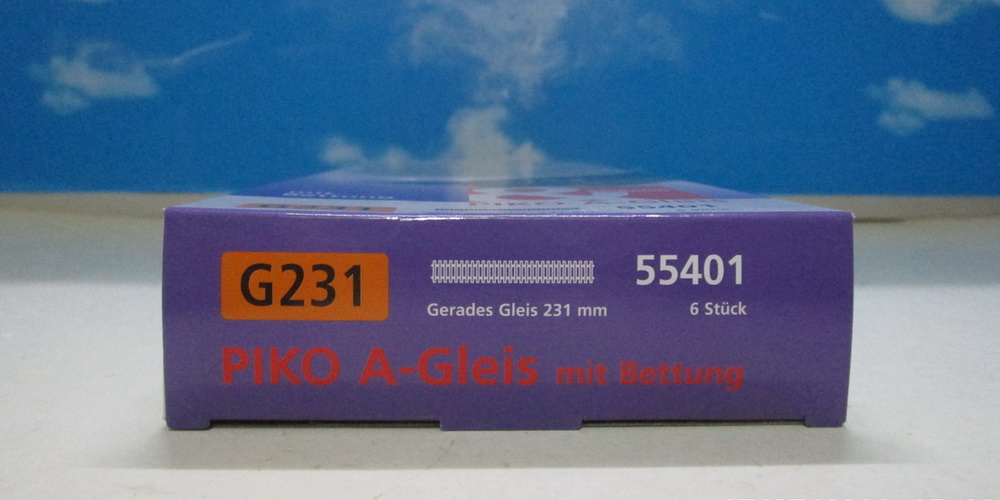 G231
55401
Gerades Gleis 231 mm
6 Stück
PIKO A-Gleis mit Bettung